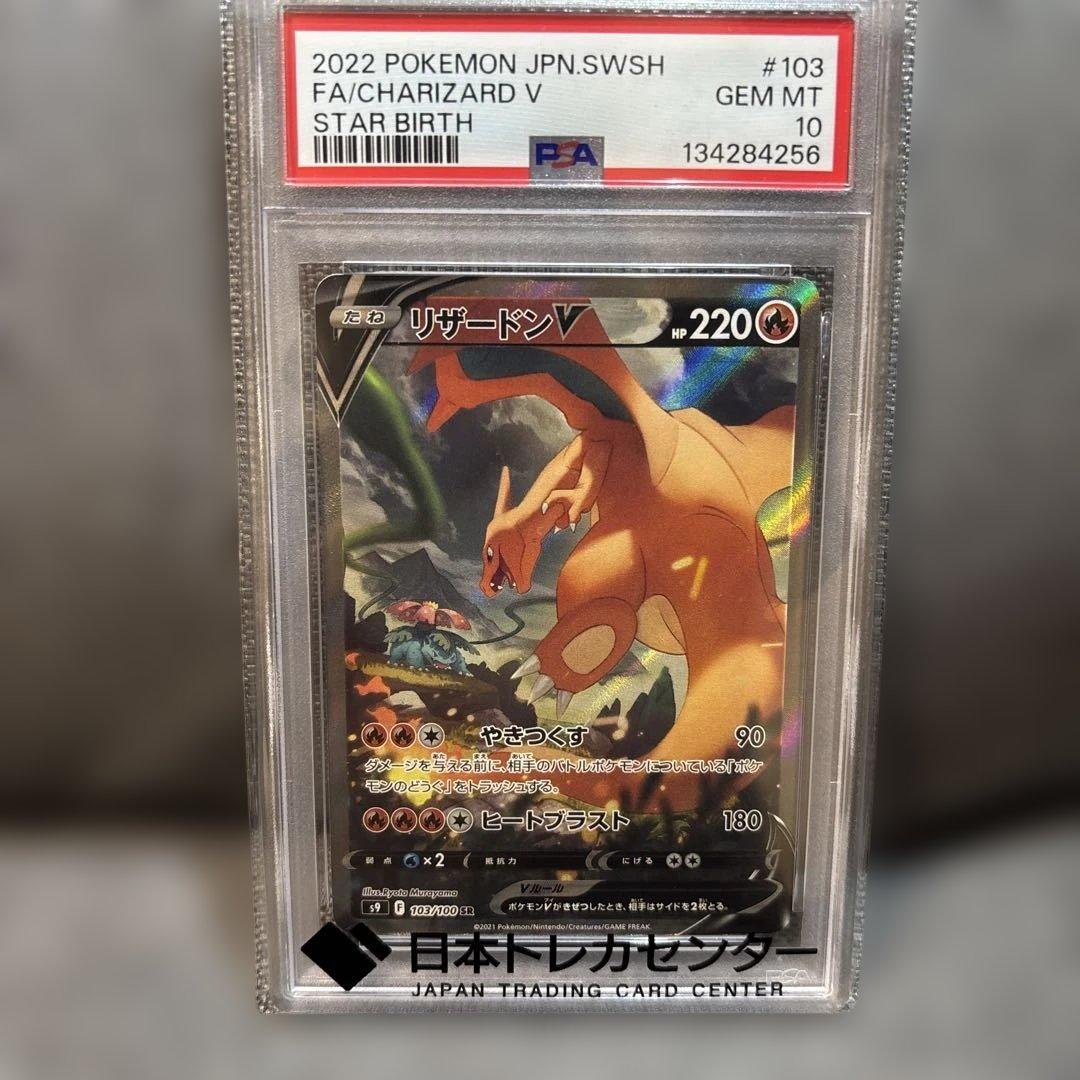 2022 POKEMON JPN.SWSH #103
FA/CHARIZARD V GEM MT
STAR BIRTH 10
PSA 134284256
たね リザードンV HP220
やきつくす 90
ダメージを与える前に、相手のバトルポケモンについている「ポケ
モンのどうぐ」をトラッシュする。
ヒートブラスト 180
弱点 ×2 抵抗力 にげる
Illus.Ryota Murayama
Vルール
s9 F 103/100 SR ポケモンVがきぜつしたとき、相手はサイドを2枚とる。
©2021 Pokémon/Nintendo/Creatures/GAME FREAK.
日本トレカセンター
JAPAN TRADING CARD CENTER
PSA